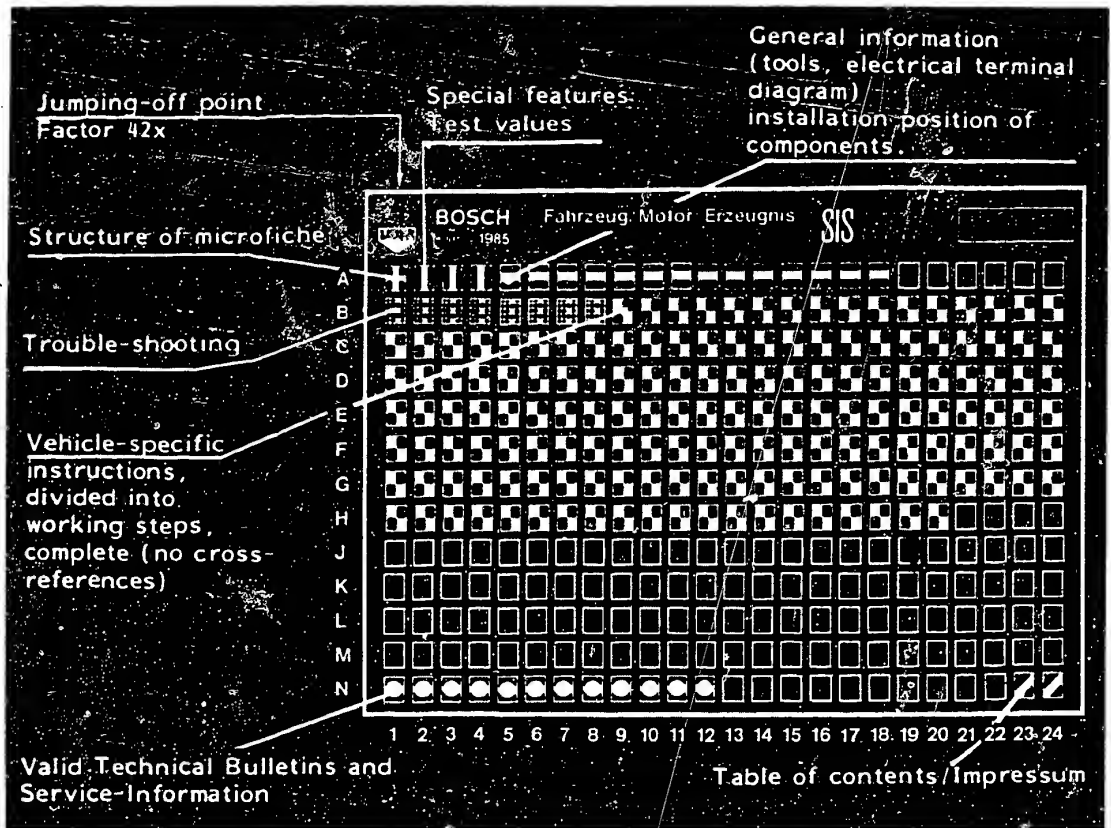 General information
(tools, electrical terminal
diagram)
installation position of
components.
Jumping-off point
Factor 42x
Special features
Test values
BOSCH Fahrzeug Motor Erzeugnis SIS
1985
Structure of microfiche
Trouble-shooting
Vehicle-specific
instructions,
divided into
working steps,
complete (no cross-
references)
A
B
C
D
E
F
G
H
J
K
L
M
N
1 2 3 4 5 6 7 8 9 10 11 12 13 14 15 16 17 18 19 20 21 22 23 24
Valid Technical Bulletins and
Service-Information
Table of contents/Impressum